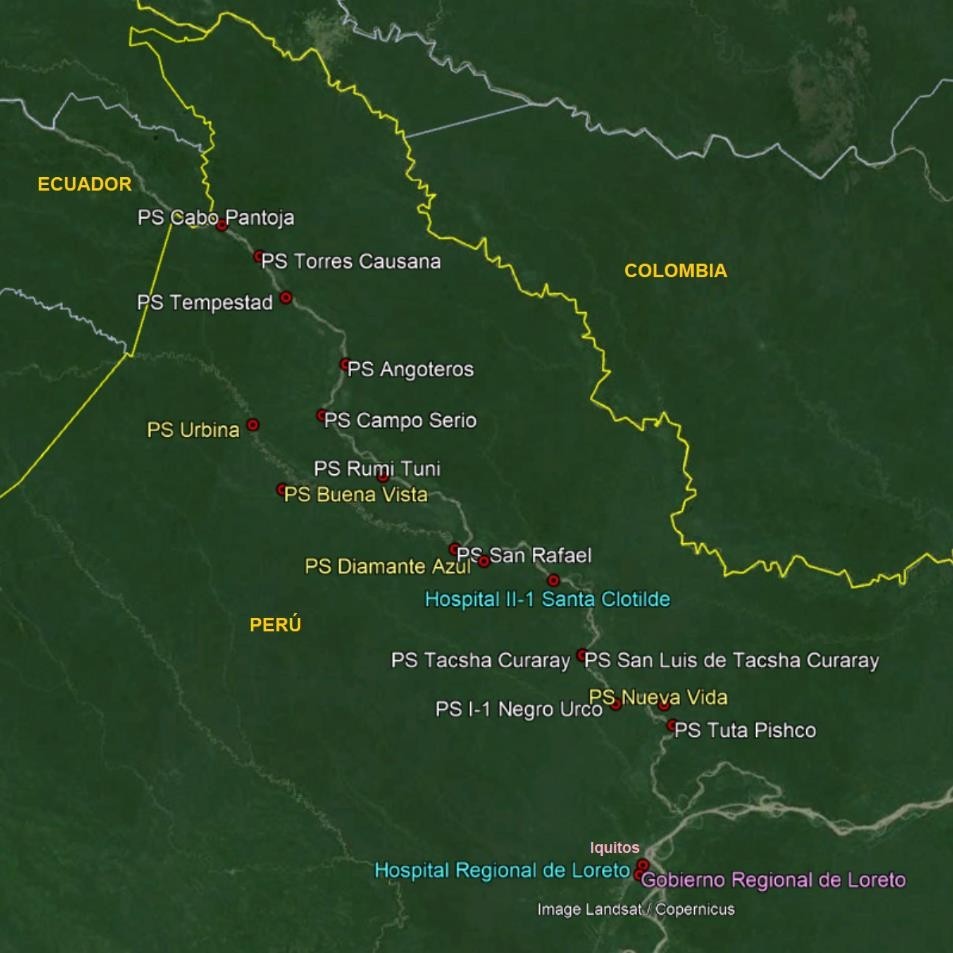 ECUADOR
PS Cabo Pantoja
PS Torres Causana
COLOMBIA
PS Tempestad
PS Angoteros
PS Campo Serio
PS Urbina
PS Rumi Tuni
PS Buena Vista
PS San Rafael
PS Diamante Azul
Hospital II-1 Santa Clotilde
PERÚ
PS Tacsha Curaray
PS San Luis de Tacsha Curaray
PS Nueva Vida
PS I-1 Negro Urco
PS Tuta Pishco
Iquitos
Hospital Regional de Loreto
Gobierno Regional de Loreto
Image Landsat / Copernicus